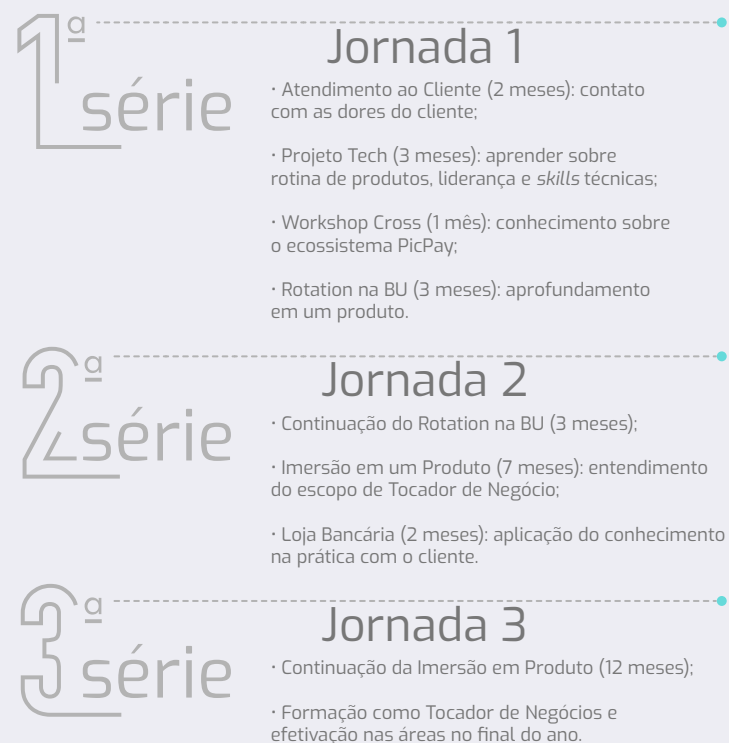 1ª série
Jornada 1
· Atendimento ao Cliente (2 meses): contato
com as dores do cliente;
· Projeto Tech (3 meses): aprender sobre
rotina de produtos, liderança e skills técnicas;
· Workshop Cross (1 mês): conhecimento sobre
o ecossistema PicPay;
· Rotation na BU (3 meses): aprofundamento
em um produto.
2ª série
Jornada 2
· Continuação do Rotation na BU (3 meses);
· Imersão em um Produto (7 meses): entendimento
do escopo de Tocador de Negócio;
· Loja Bancária (2 meses): aplicação do conhecimento
na prática com o cliente.
3ª série
Jornada 3
· Continuação da Imersão em Produto (12 meses);
· Formação como Tocador de Negócios e
efetivação nas áreas no final do ano.